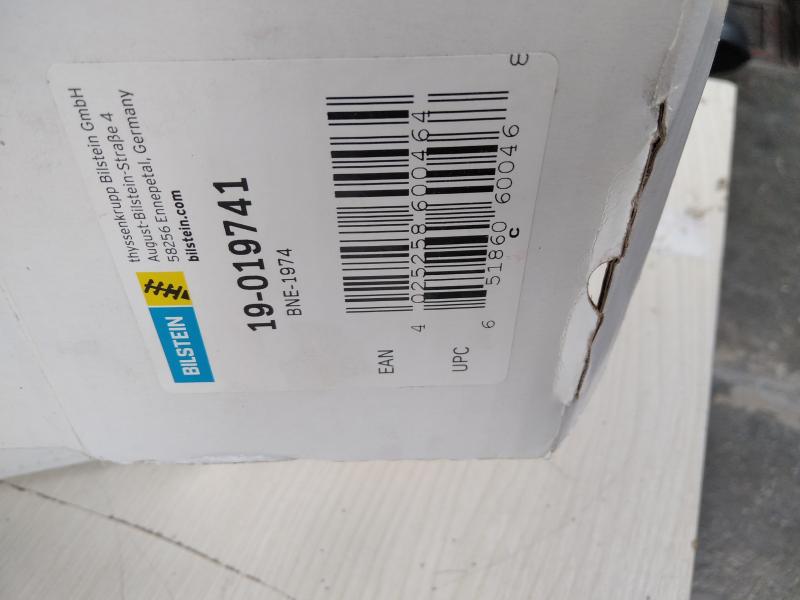 thyssenkrupp Bilstein GmbH
August-Bilstein-Straße 4
58256 Ennepetal, Germany
bilstein.com
BILSTEIN
19-019741
BNE-1974
EAN
4 025258 600464
UPC
6 51860 60046 8
C